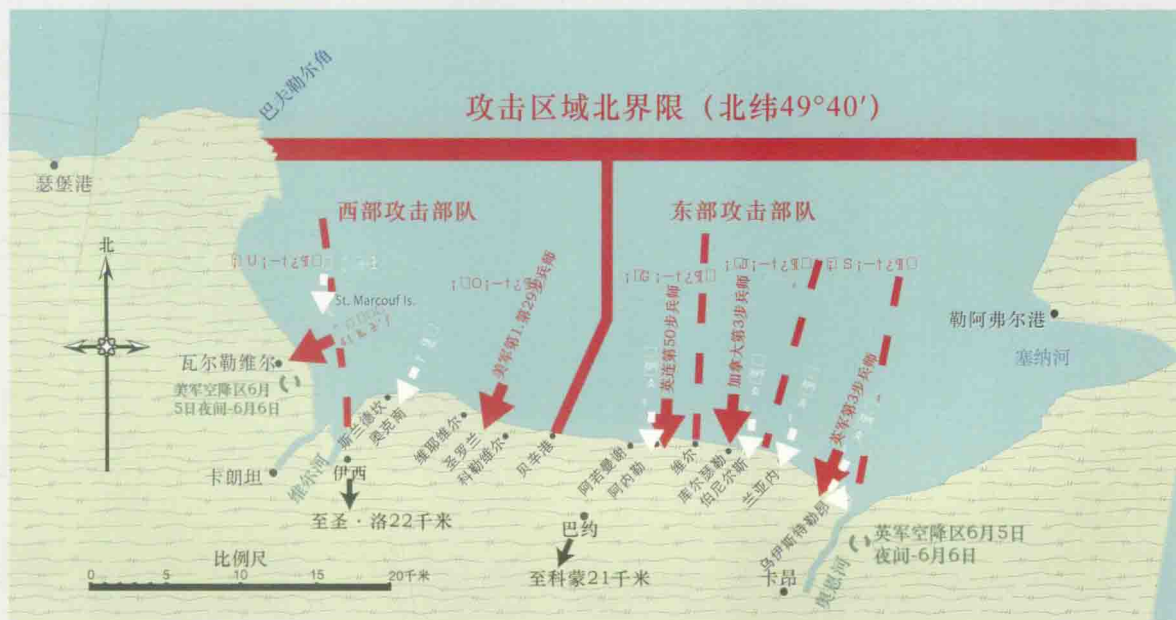 巴夫勒尔角
攻击区域北界限（北纬49°40′）
瑟堡港
西部攻击部队
东部攻击部队
北
St. Marcouf Is.
美军第1.第29步兵师
英连第50步兵师
加拿大第3步兵师
英军第3步兵师
勒阿弗尔港
塞纳河
瓦尔勒维尔
美军空降区6月
5日夜间-6月6日
卡朗坦
维尔河
伊西
斯兰德坎
奥克南
维耶维尔
圣罗兰
科勒维尔
贝辛港
阿若曼谢
阿内勒
维尔
库尔瑟勒
伯尼尔斯
兰亚内
乌伊斯特勒昂
至圣·洛22千米
巴约
至科蒙21千米
卡昂
奥恩河
英军空降区6月5日
夜间-6月6日
比例尺
0 5 10 15 20千米